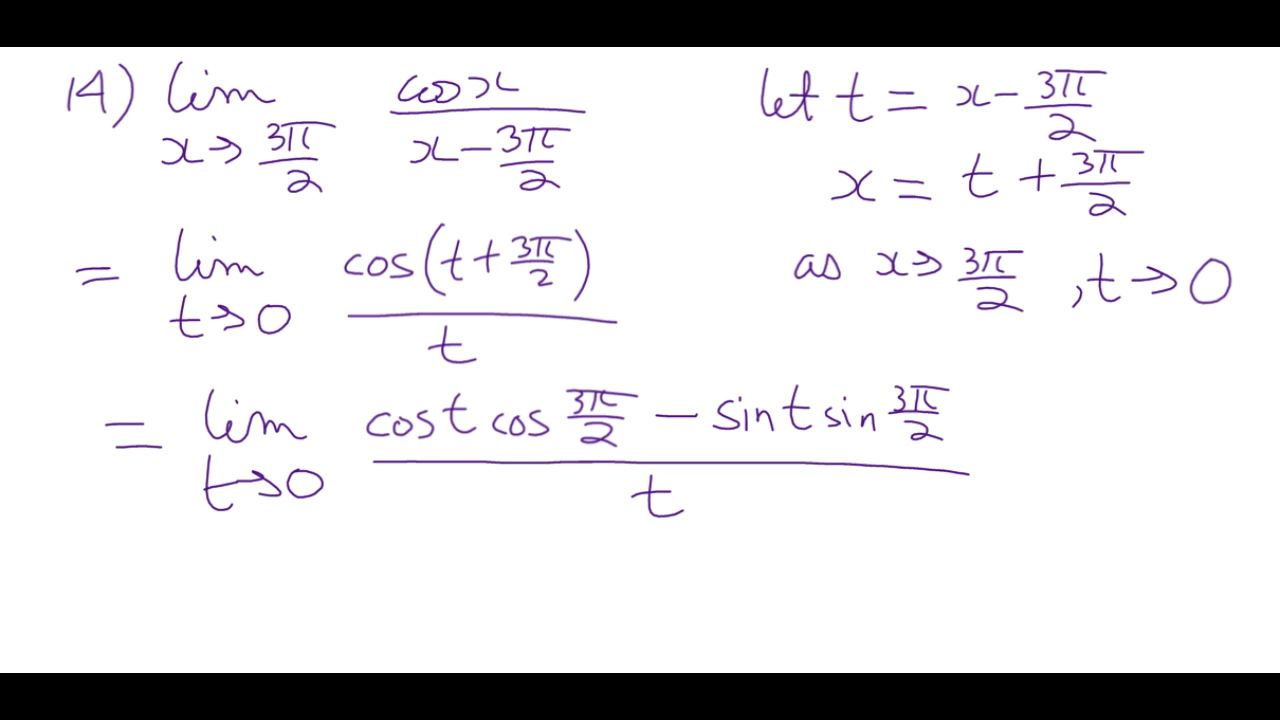 14) lim x→3π/2 cos x / (x − 3π/2)
let t = x − 3π/2
x = t + 3π/2
as x→3π/2 , t→0
= lim t→0 cos(t + 3π/2) / t
= lim t→0 (cos t cos 3π/2 − sin t sin 3π/2) / t